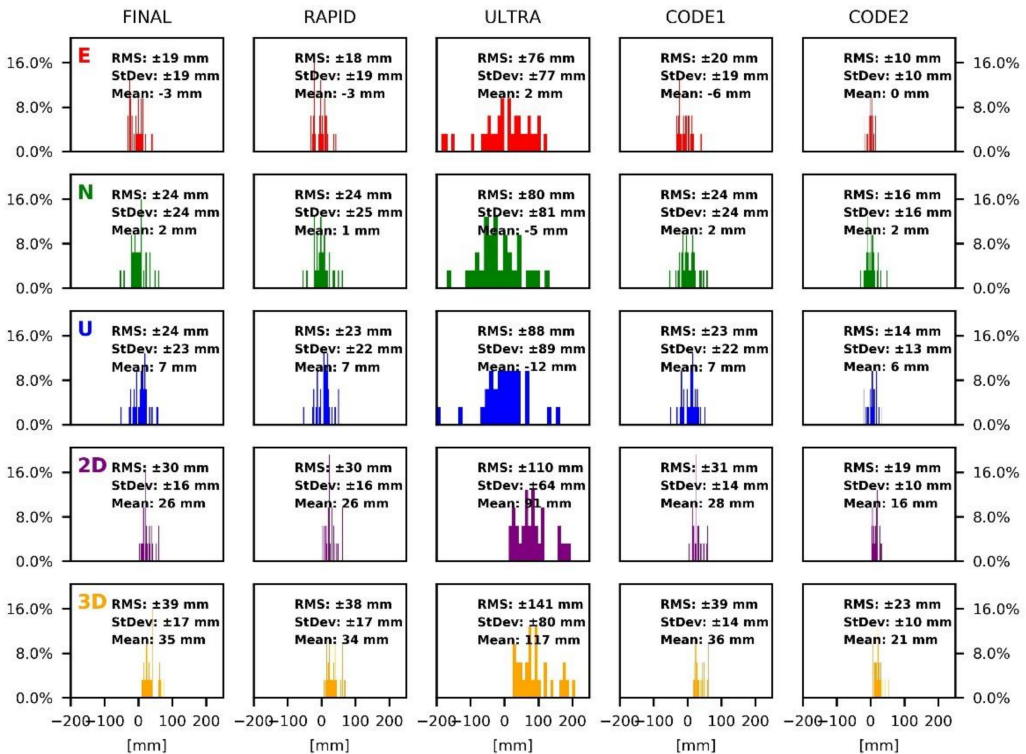 FINAL RAPID ULTRA CODE1 CODE2
E
16.0% 8.0% 0.0%
RMS: ±19 mm
StDev: ±19 mm
Mean: -3 mm
RMS: ±18 mm
StDev: ±19 mm
Mean: -3 mm
RMS: ±76 mm
StDev: ±77 mm
Mean: 2 mm
RMS: ±20 mm
StDev: ±19 mm
Mean: -6 mm
RMS: ±10 mm
StDev: ±10 mm
Mean: 0 mm
16.0% 8.0% 0.0%
N
16.0% 8.0% 0.0%
RMS: ±24 mm
StDev: ±24 mm
Mean: 2 mm
RMS: ±24 mm
StDev: ±25 mm
Mean: 1 mm
RMS: ±80 mm
StDev: ±81 mm
Mean: -5 mm
RMS: ±24 mm
StDev: ±24 mm
Mean: 2 mm
RMS: ±16 mm
StDev: ±16 mm
Mean: 2 mm
16.0% 8.0% 0.0%
U
16.0% 8.0% 0.0%
RMS: ±24 mm
StDev: ±23 mm
Mean: 7 mm
RMS: ±23 mm
StDev: ±22 mm
Mean: 7 mm
RMS: ±88 mm
StDev: ±89 mm
Mean: -12 mm
RMS: ±23 mm
StDev: ±22 mm
Mean: 7 mm
RMS: ±14 mm
StDev: ±13 mm
Mean: 6 mm
16.0% 8.0% 0.0%
2D
16.0% 8.0% 0.0%
RMS: ±30 mm
StDev: ±16 mm
Mean: 26 mm
RMS: ±30 mm
StDev: ±16 mm
Mean: 26 mm
RMS: ±110 mm
StDev: ±64 mm
Mean: 91 mm
RMS: ±31 mm
StDev: ±14 mm
Mean: 28 mm
RMS: ±19 mm
StDev: ±10 mm
Mean: 16 mm
16.0% 8.0% 0.0%
3D
16.0% 8.0% 0.0%
RMS: ±39 mm
StDev: ±17 mm
Mean: 35 mm
RMS: ±38 mm
StDev: ±17 mm
Mean: 34 mm
RMS: ±141 mm
StDev: ±80 mm
Mean: 117 mm
RMS: ±39 mm
StDev: ±14 mm
Mean: 36 mm
RMS: ±23 mm
StDev: ±10 mm
Mean: 21 mm
16.0% 8.0% 0.0%
−200 −100 0 100 200 −200 −100 0 100 200 −200 −100 0 100 200 −200 −100 0 100 200 −200 −100 0 100 200
[mm] [mm] [mm] [mm] [mm]